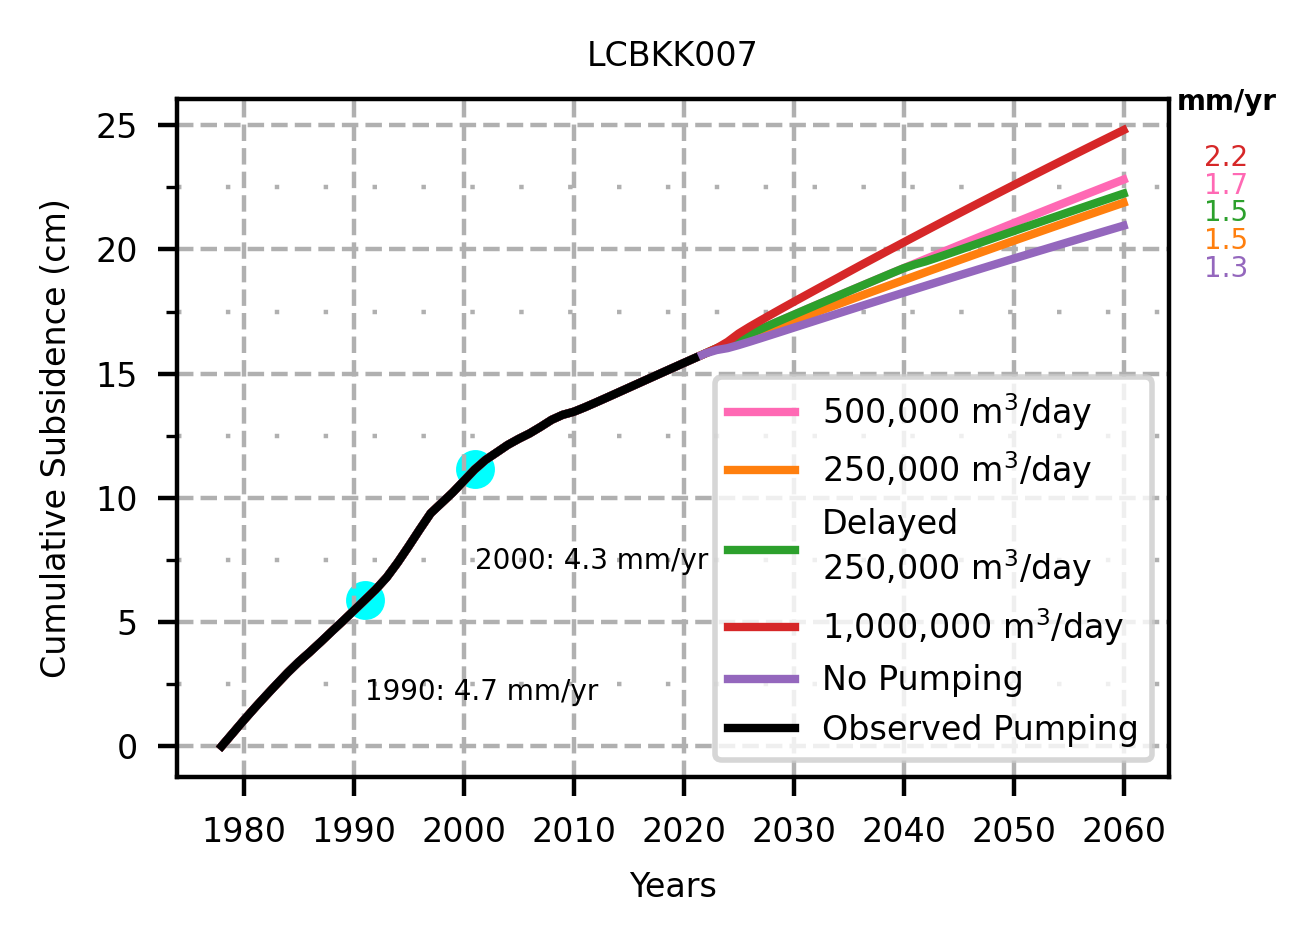 LCBKK007
mm/yr
2.2
1.7
1.5
1.5
1.3
25
20
15
10
5
0
Cumulative Subsidence (cm)
2000: 4.3 mm/yr
1990: 4.7 mm/yr
500,000 m³/day
250,000 m³/day
Delayed
250,000 m³/day
1,000,000 m³/day
No Pumping
Observed Pumping
1980 1990 2000 2010 2020 2030 2040 2050 2060
Years